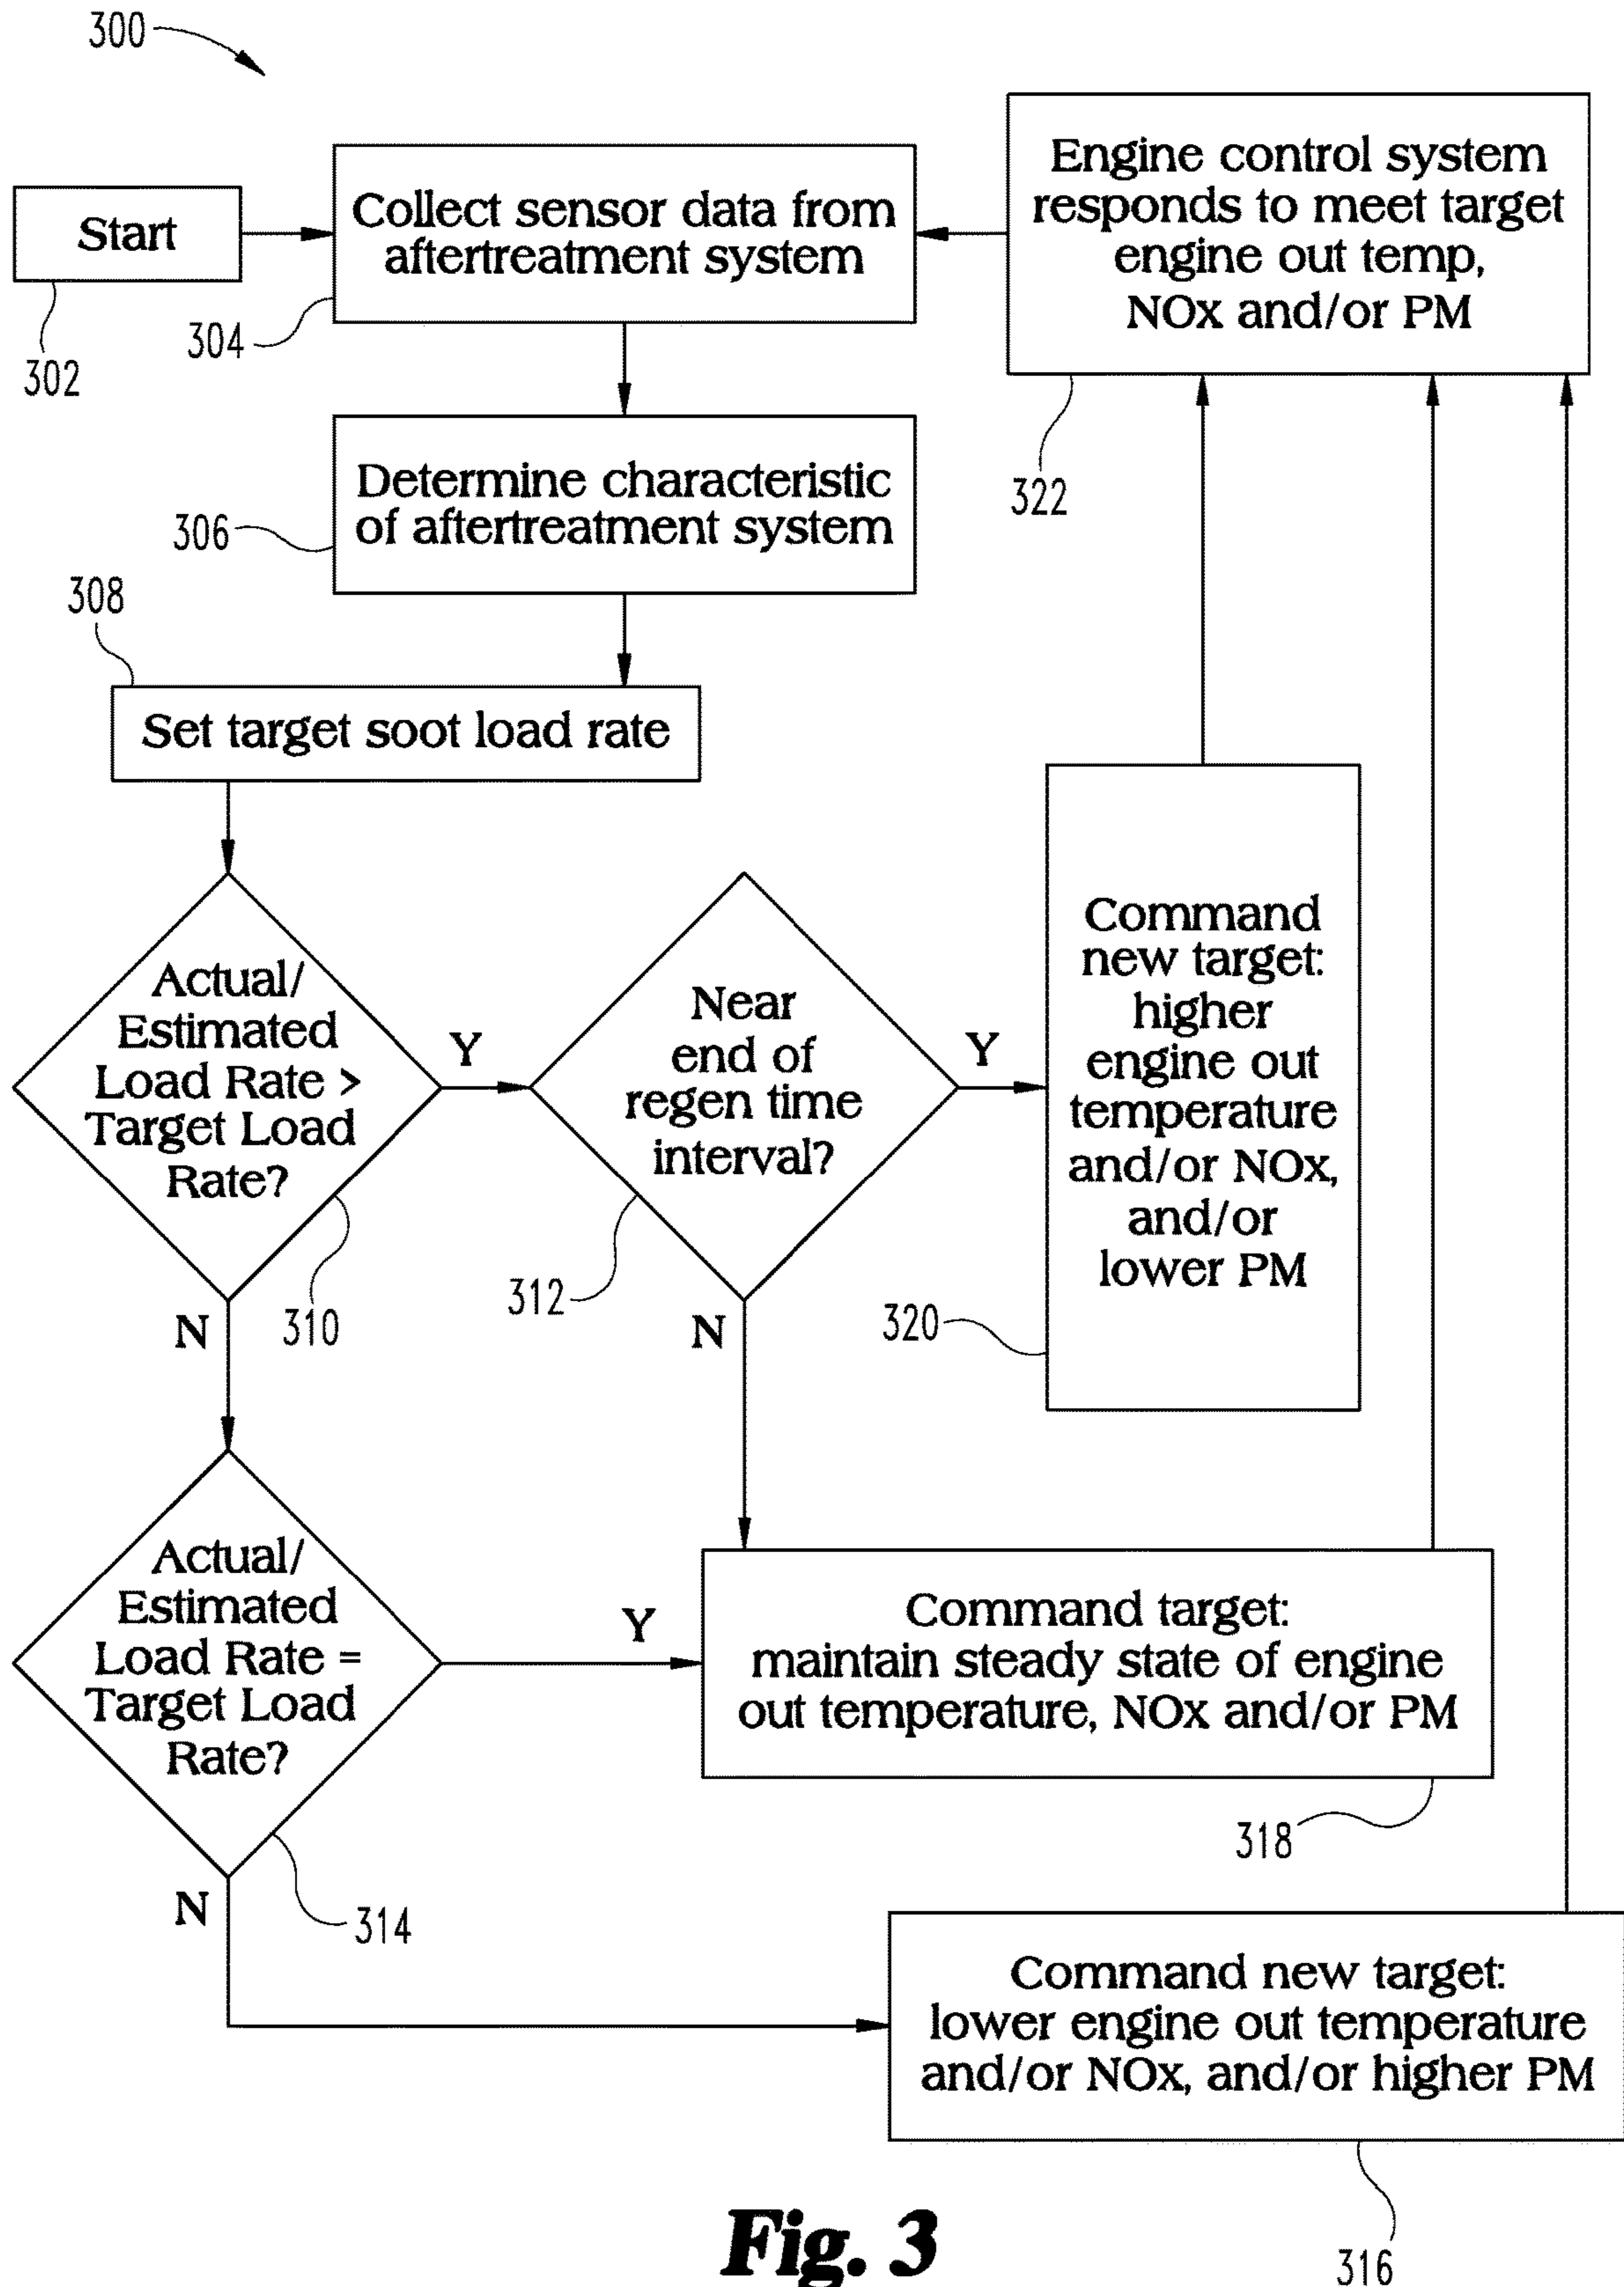 300
Start
302
Collect sensor data from
aftertreatment system
304
Engine control system
responds to meet target
engine out temp,
NOx and/or PM
322
Determine characteristic
of aftertreatment system
306
308
Set target soot load rate
Actual/
Estimated
Load Rate >
Target Load
Rate?
310
Y
N
Near
end of
regen time
interval?
312
Y
N
Command
new target:
higher
engine out
temperature
and/or NOx,
and/or
lower PM
320
Actual/
Estimated
Load Rate =
Target Load
Rate?
314
Y
N
Command target:
maintain steady state of engine
out temperature, NOx and/or PM
318
Command new target:
lower engine out temperature
and/or NOx, and/or higher PM
316
Fig. 3